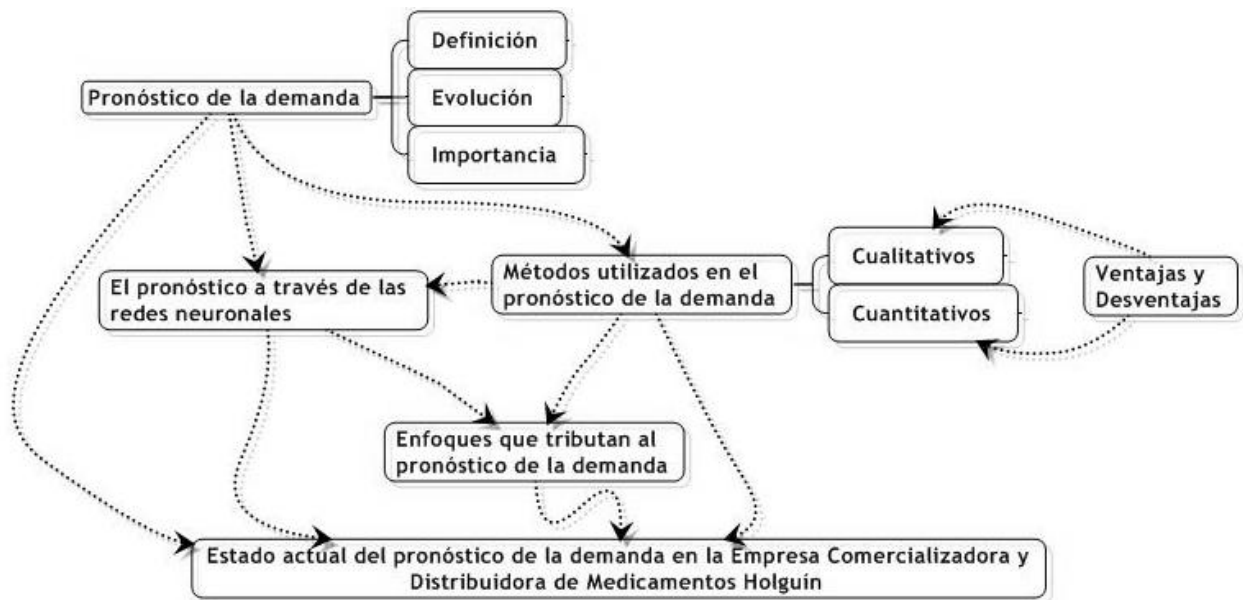 Definición
Pronóstico de la demanda
Evolución
Importancia
Cualitativos
Métodos utilizados en el
pronóstico de la demanda
Ventajas y
Desventajas
El pronóstico a través de las
redes neuronales
Cuantitativos
Enfoques que tributan al
pronóstico de la demanda
Estado actual del pronóstico de la demanda en la Empresa Comercializadora y
Distribuidora de Medicamentos Holguín